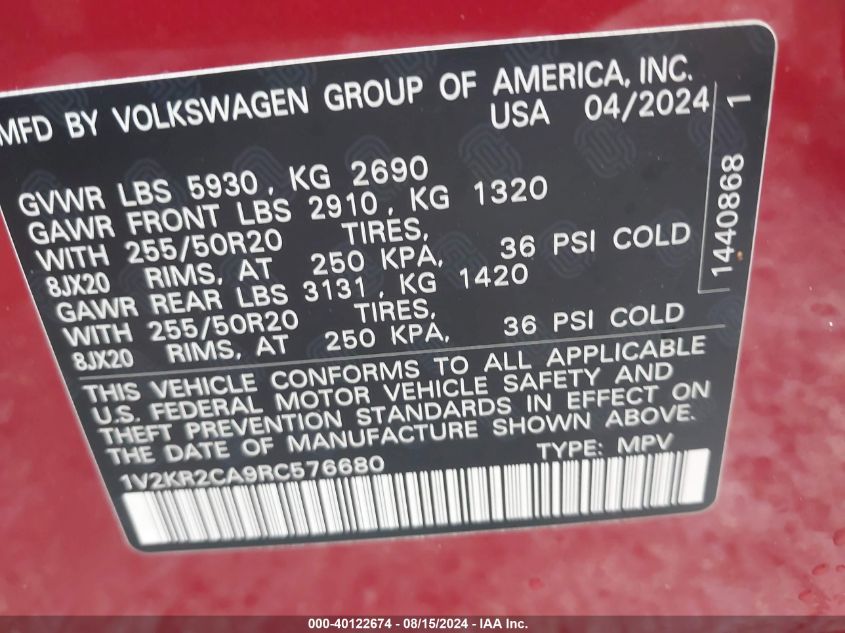 MFD BY VOLKSWAGEN GROUP OF AMERICA, INC.
USA 04/2024
GVWR LBS 5930, KG 2690
GAWR FRONT LBS 2910, KG 1320
WITH 255/50R20 TIRES,
8JX20 RIMS, AT 250 KPA, 36 PSI COLD
GAWR REAR LBS 3131, KG 1420
WITH 255/50R20 TIRES,
8JX20 RIMS, AT 250 KPA, 36 PSI COLD
THIS VEHICLE CONFORMS TO ALL APPLICABLE
U.S. FEDERAL MOTOR VEHICLE SAFETY AND
THEFT PREVENTION STANDARDS IN EFFECT ON
THE DATE OF MANUFACTURE SHOWN ABOVE.
1V2KR2CA9RC576680 TYPE: MPV
1440868 1
000-40122674 - 08/15/2024 - IAA Inc.